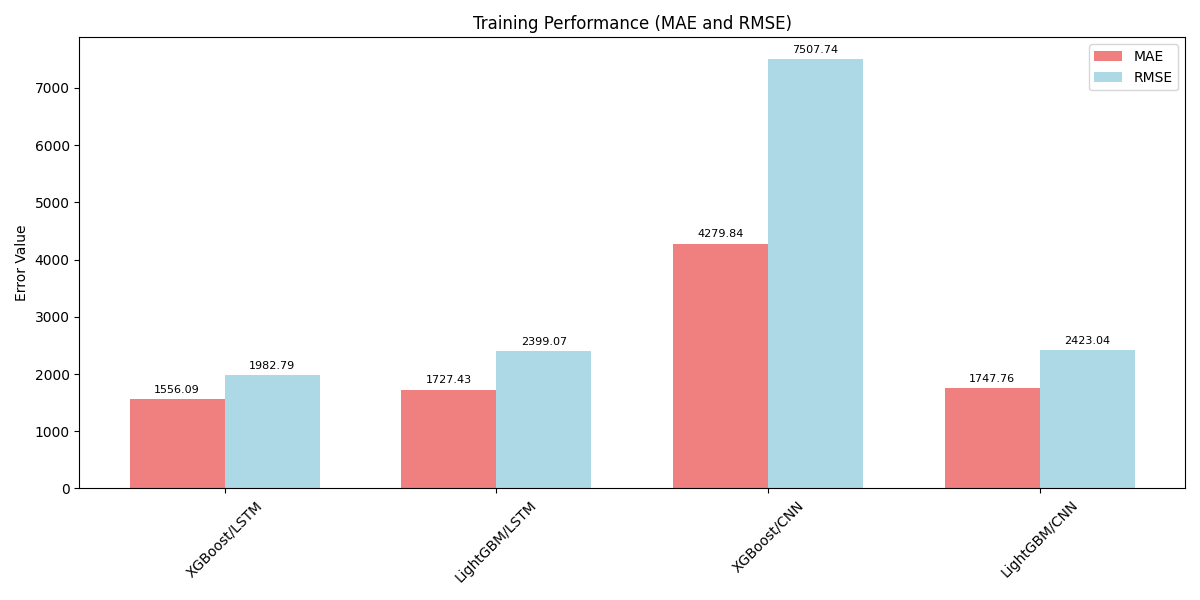 Training Performance (MAE and RMSE)
MAE
RMSE
Error Value
7000
6000
5000
4000
3000
2000
1000
0
1556.09
1982.79
1727.43
2399.07
4279.84
7507.74
1747.76
2423.04
XGBoost/LSTM
LightGBM/LSTM
XGBoost/CNN
LightGBM/CNN